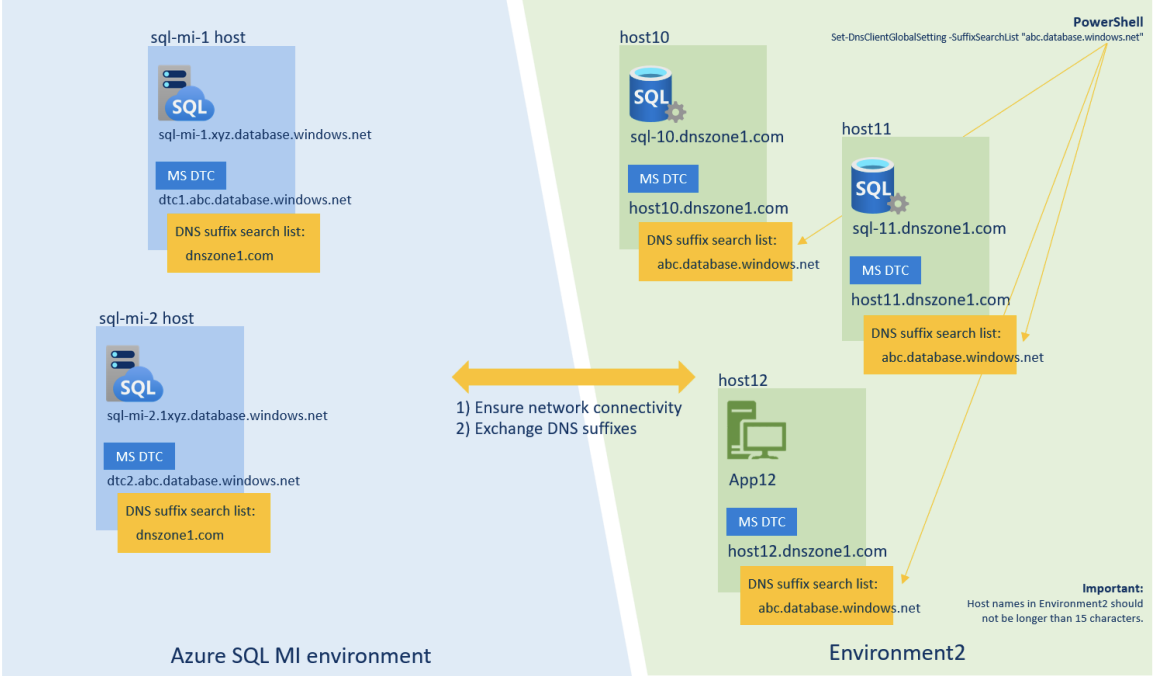 sql-mi-1 host
SQL
sql-mi-1.xyz.database.windows.net
MS DTC
dtc1.abc.database.windows.net
DNS suffix search list:
dnszone1.com
sql-mi-2 host
SQL
sql-mi-2.1xyz.database.windows.net
MS DTC
dtc2.abc.database.windows.net
DNS suffix search list:
dnszone1.com
Azure SQL MI environment
1) Ensure network connectivity
2) Exchange DNS suffixes
PowerShell
Set-DnsClientGlobalSetting -SuffixSearchList "abc.database.windows.net"
host10
SQL
sql-10.dnszone1.com
MS DTC
host10.dnszone1.com
DNS suffix search list:
abc.database.windows.net
host11
SQL
sql-11.dnszone1.com
MS DTC
host11.dnszone1.com
DNS suffix search list:
abc.database.windows.net
host12
App12
MS DTC
host12.dnszone1.com
DNS suffix search list:
abc.database.windows.net
Important:
Host names in Environment2 should
not be longer than 15 characters.
Environment2